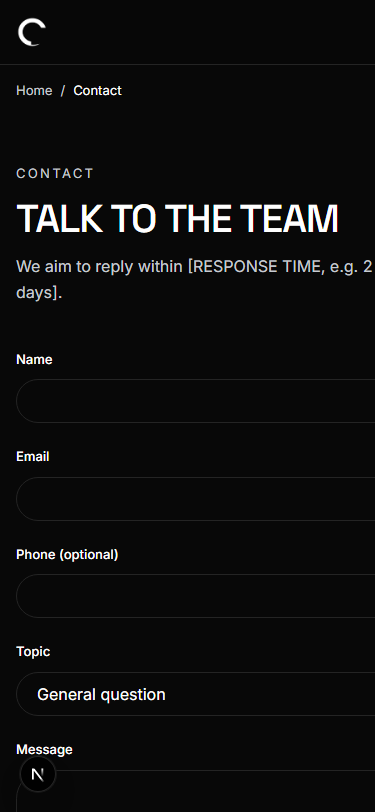 Home / Contact
CONTACT
TALK TO THE TEAM
We aim to reply within [RESPONSE TIME, e.g. 2
days].
Name
Email
Phone (optional)
Topic
General question
Message
N